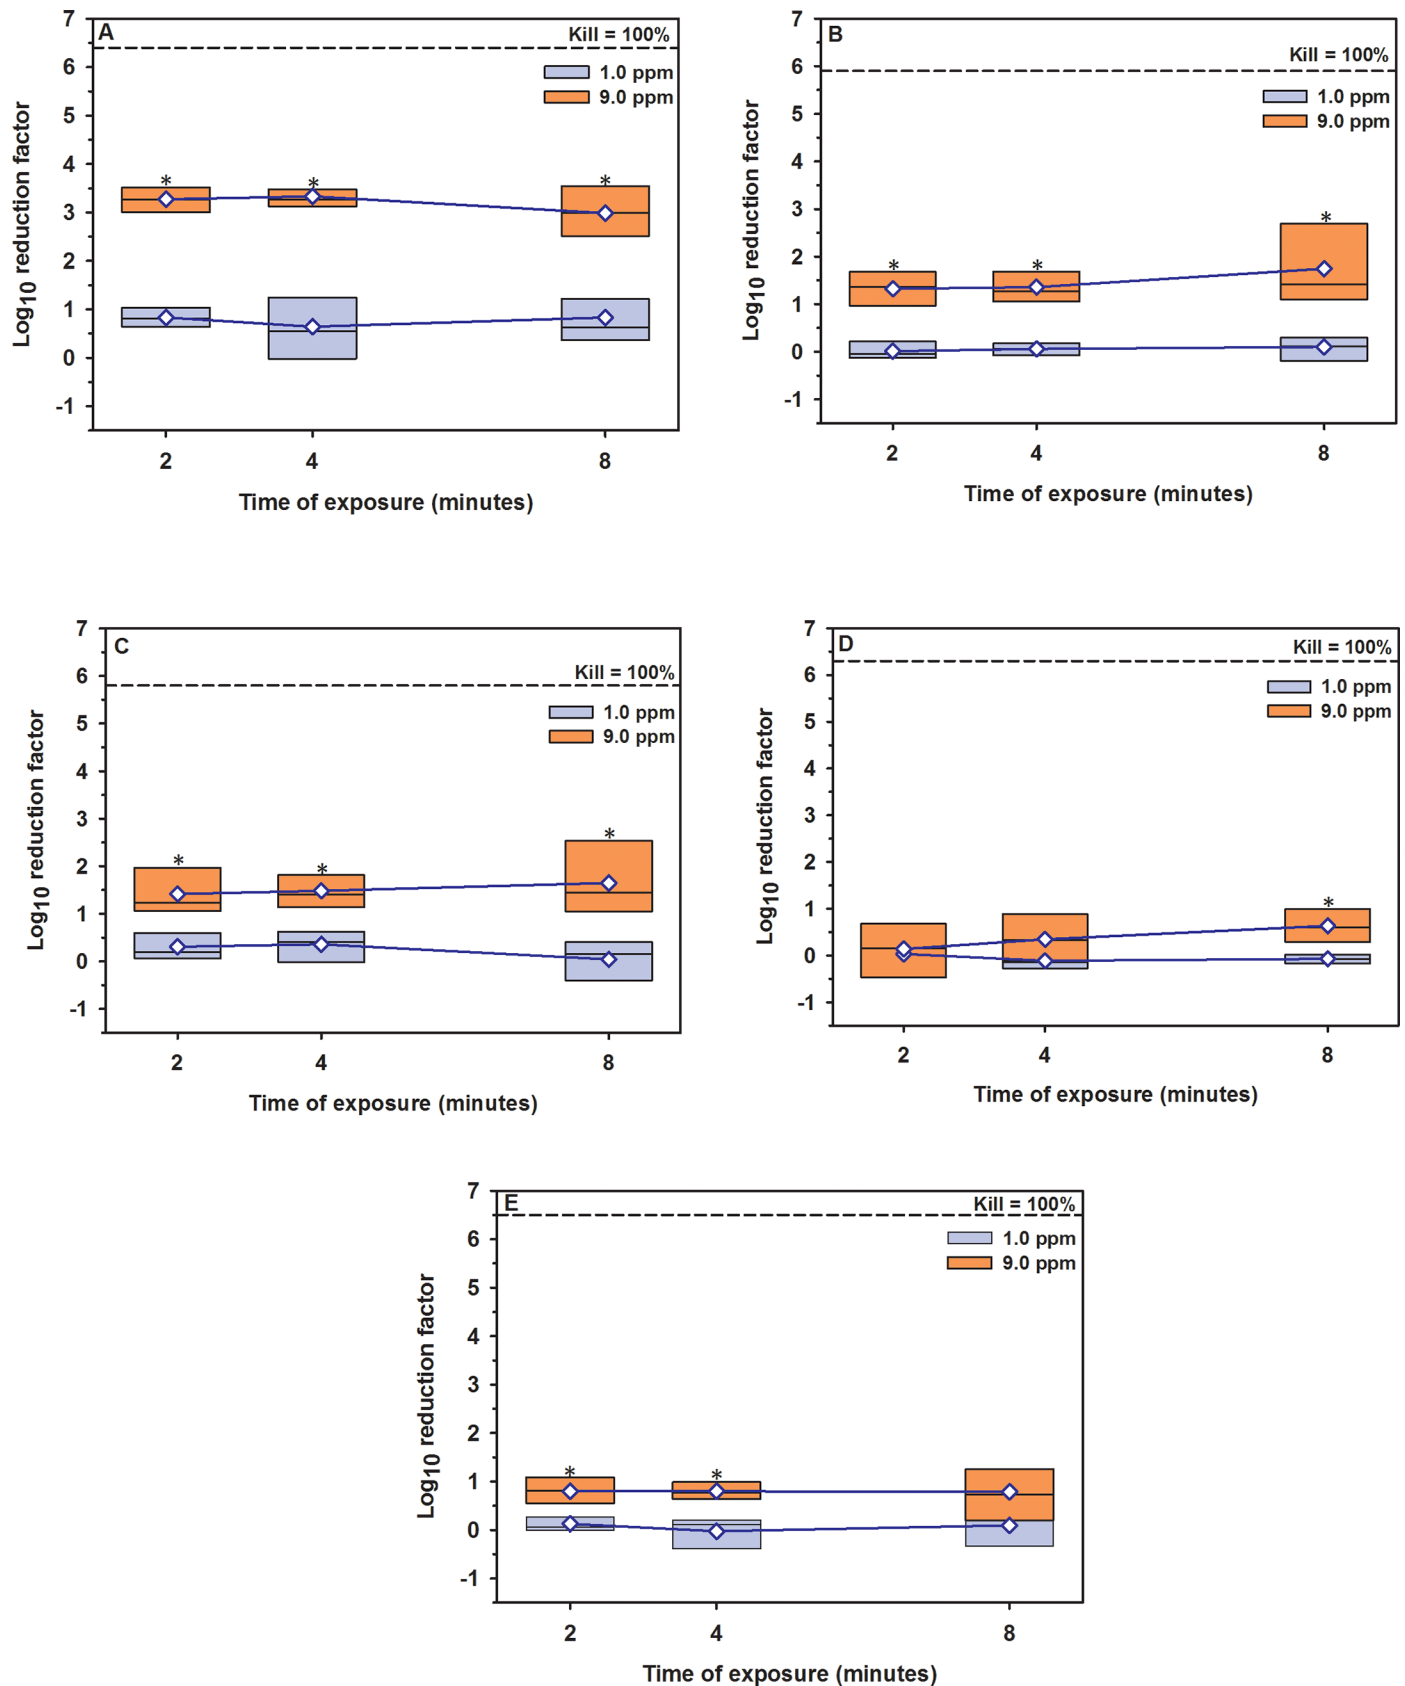 A
Kill = 100%
1.0 ppm
9.0 ppm
Log10 reduction factor
7
6
5
4
3
2
1
0
-1
* * *
2 4 8
Time of exposure (minutes)
B
Kill = 100%
1.0 ppm
9.0 ppm
Log10 reduction factor
7
6
5
4
3
2
1
0
-1
* * *
2 4 8
Time of exposure (minutes)
C
Kill = 100%
1.0 ppm
9.0 ppm
Log10 reduction factor
7
6
5
4
3
2
1
0
-1
* * *
2 4 8
Time of exposure (minutes)
D
Kill = 100%
1.0 ppm
9.0 ppm
Log10 reduction factor
7
6
5
4
3
2
1
0
-1
*
2 4 8
Time of exposure (minutes)
E
Kill = 100%
1.0 ppm
9.0 ppm
Log10 reduction factor
7
6
5
4
3
2
1
0
-1
* *
2 4 8
Time of exposure (minutes)